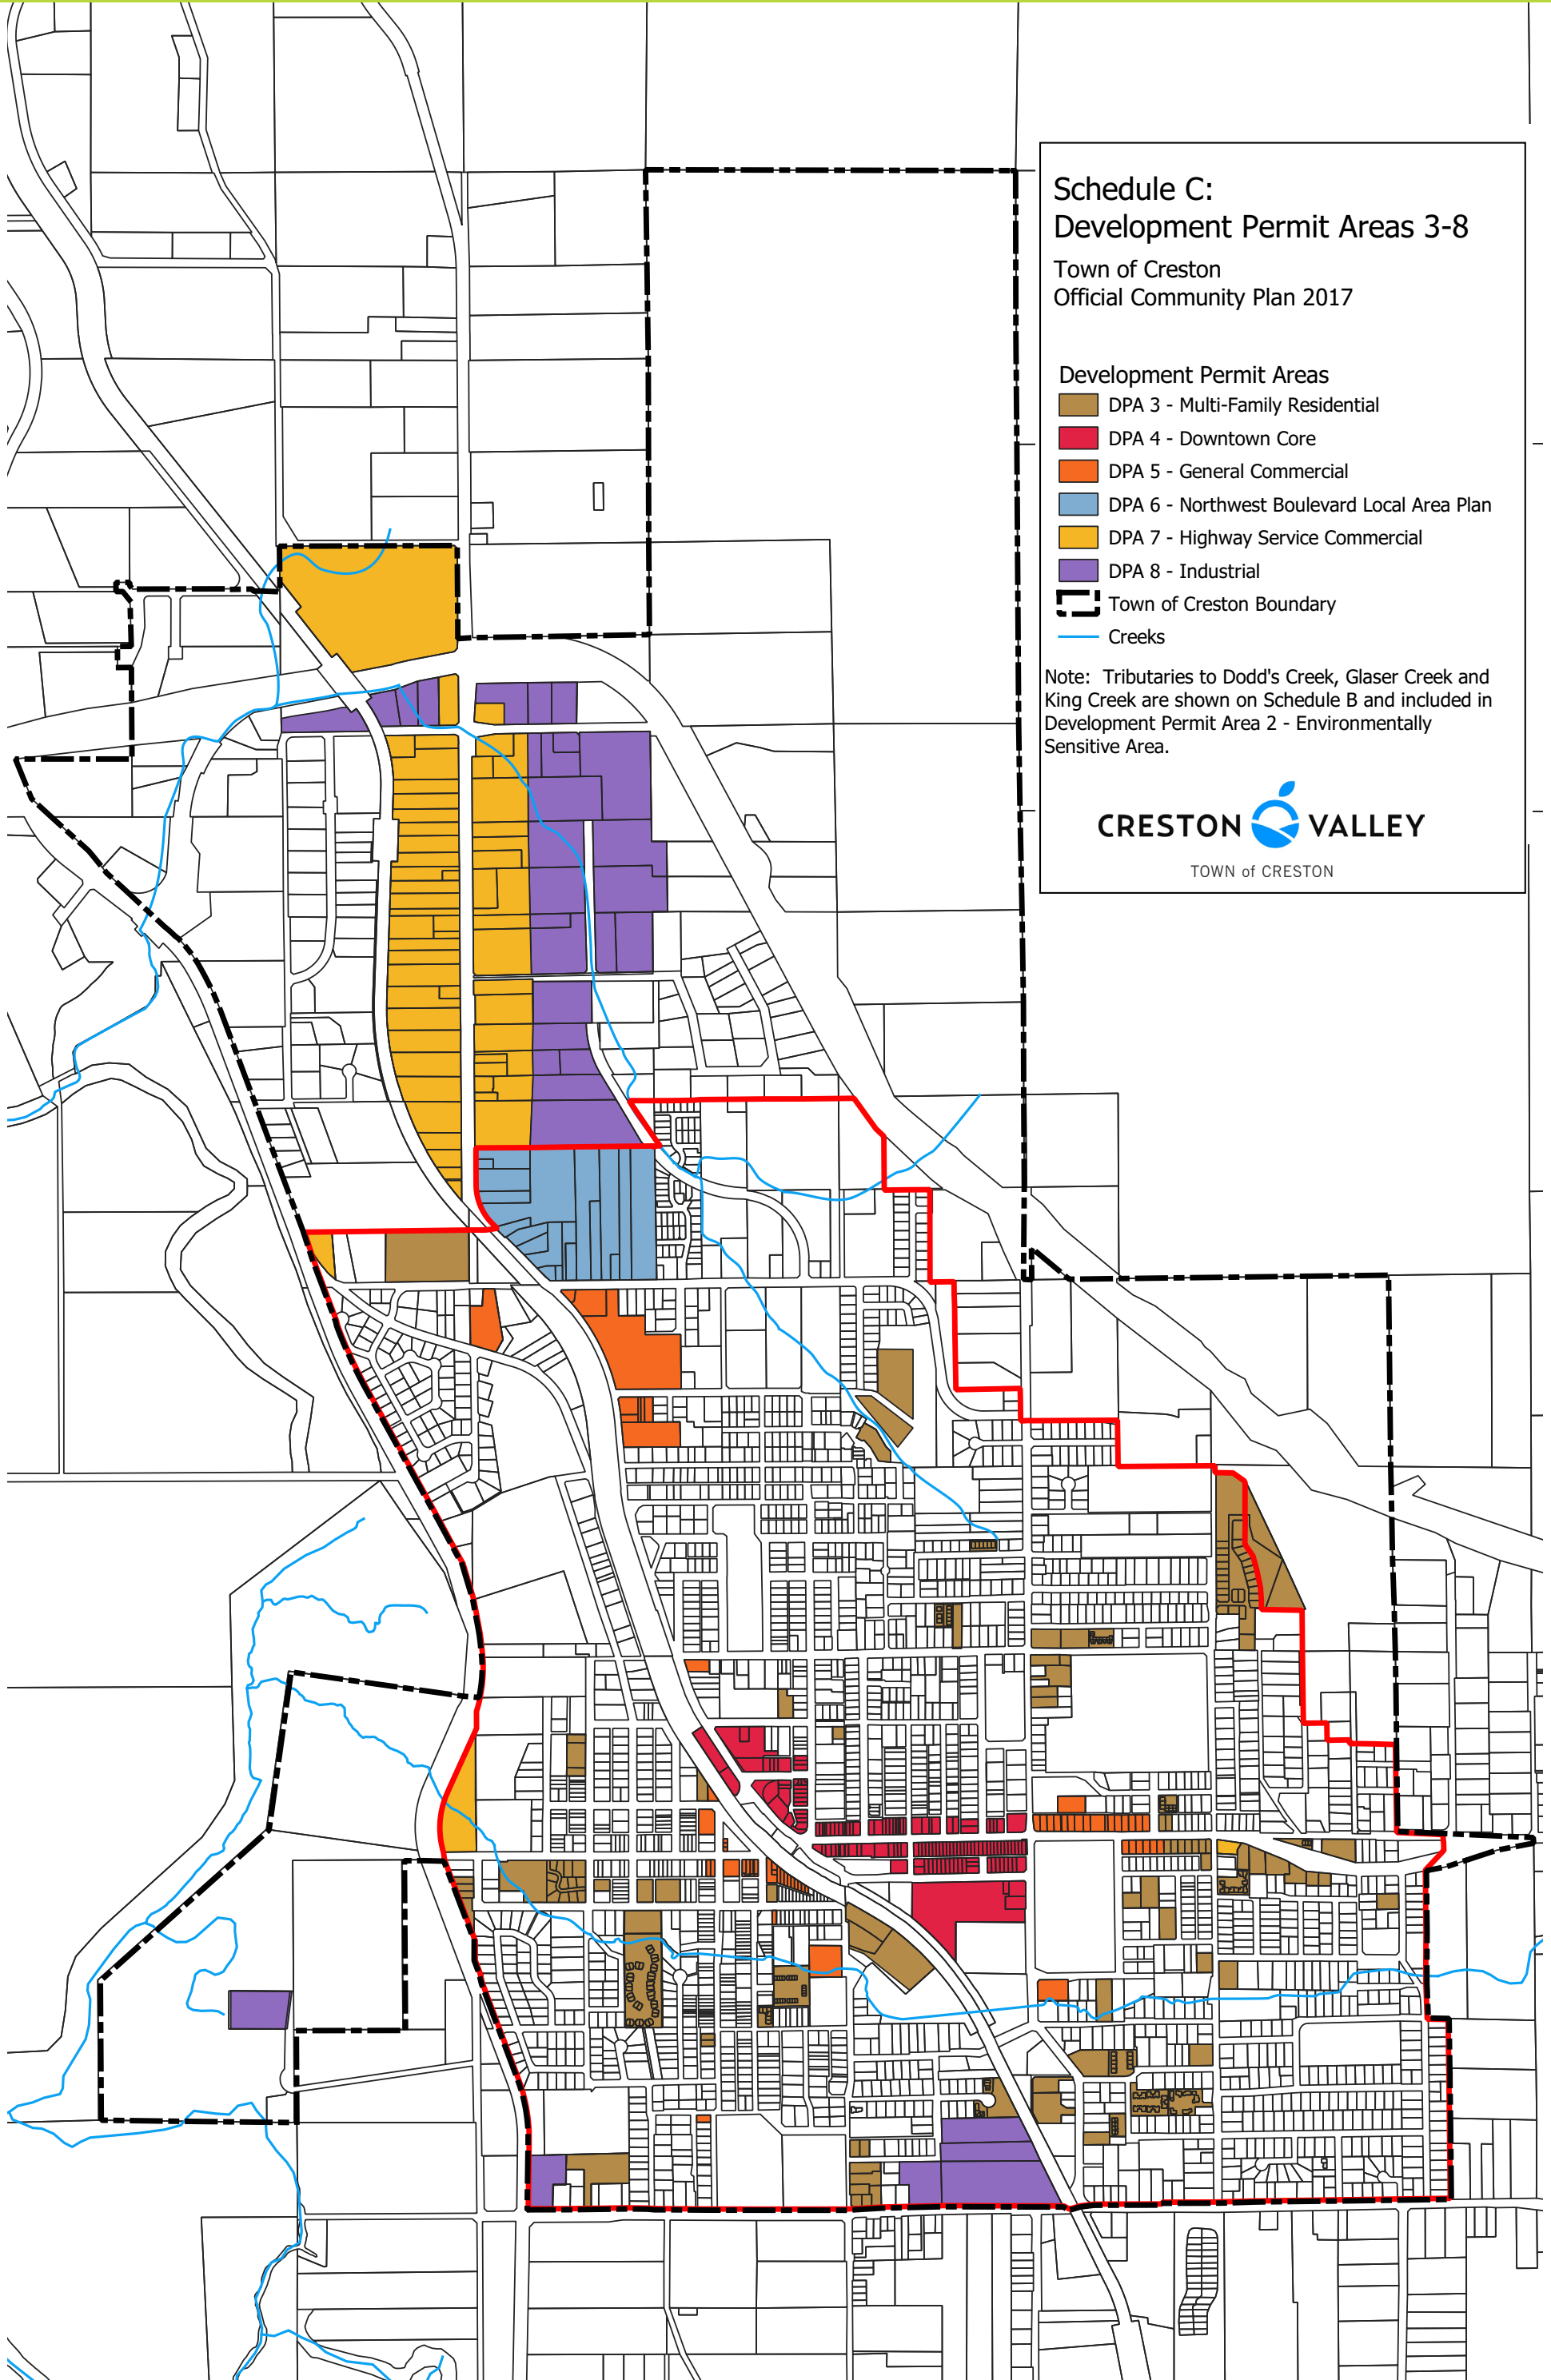 Schedule C:
Development Permit Areas 3-8
Town of Creston
Official Community Plan 2017
Development Permit Areas
DPA 3 - Multi-Family Residential
DPA 4 - Downtown Core
DPA 5 - General Commercial
DPA 6 - Northwest Boulevard Local Area Plan
DPA 7 - Highway Service Commercial
DPA 8 - Industrial
Town of Creston Boundary
Creeks
Note: Tributaries to Dodd's Creek, Glaser Creek and
King Creek are shown on Schedule B and included in
Development Permit Area 2 - Environmentally
Sensitive Area.
CRESTON VALLEY
TOWN of CRESTON